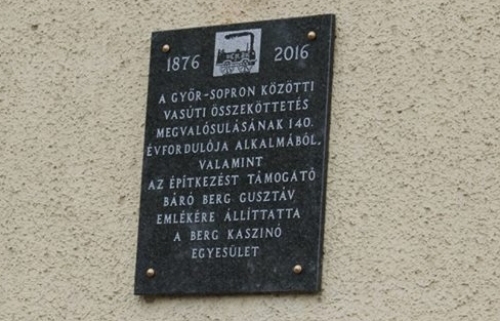 1876 2016
A GYŐR-SOPRON KÖZÖTTI
VASÚTI ÖSSZEKÖTTETÉS
MEGVALÓSULÁSÁNAK 140.
ÉVFORDULÓJA ALKALMÁBÓL,
VALAMINT
AZ ÉPÍTKEZÉST TÁMOGATÓ
BÁRÓ BERG GUSZTÁV
EMLÉKÉRE ÁLLÍTTATTA
A BERG KASZINÓ
EGYESÜLET